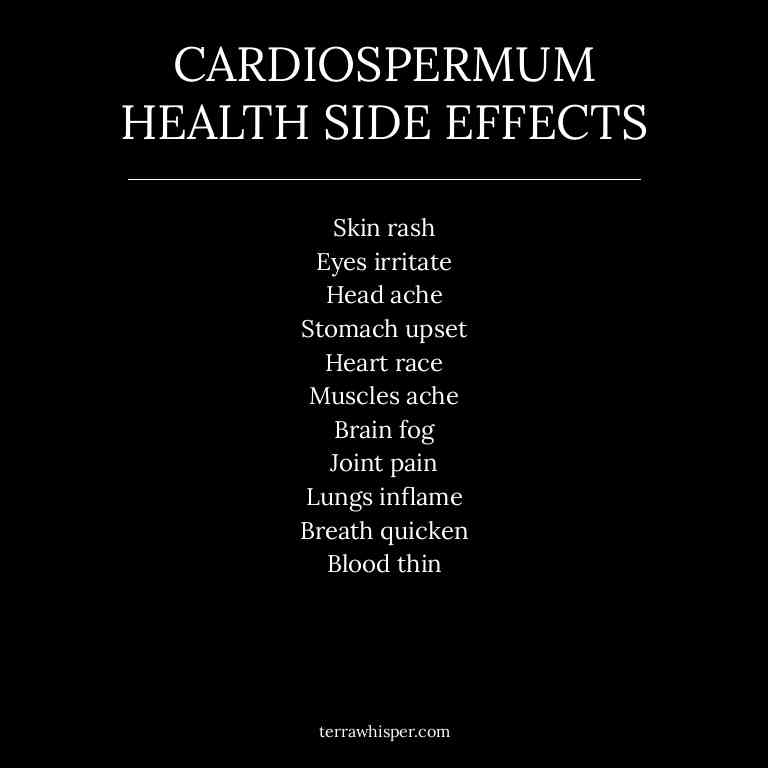 CARDIOSPERMUM
HEALTH SIDE EFFECTS
Skin rash
Eyes irritate
Head ache
Stomach upset
Heart race
Muscles ache
Brain fog
Joint pain
Lungs inflame
Breath quicken
Blood thin
terrawhisper.com